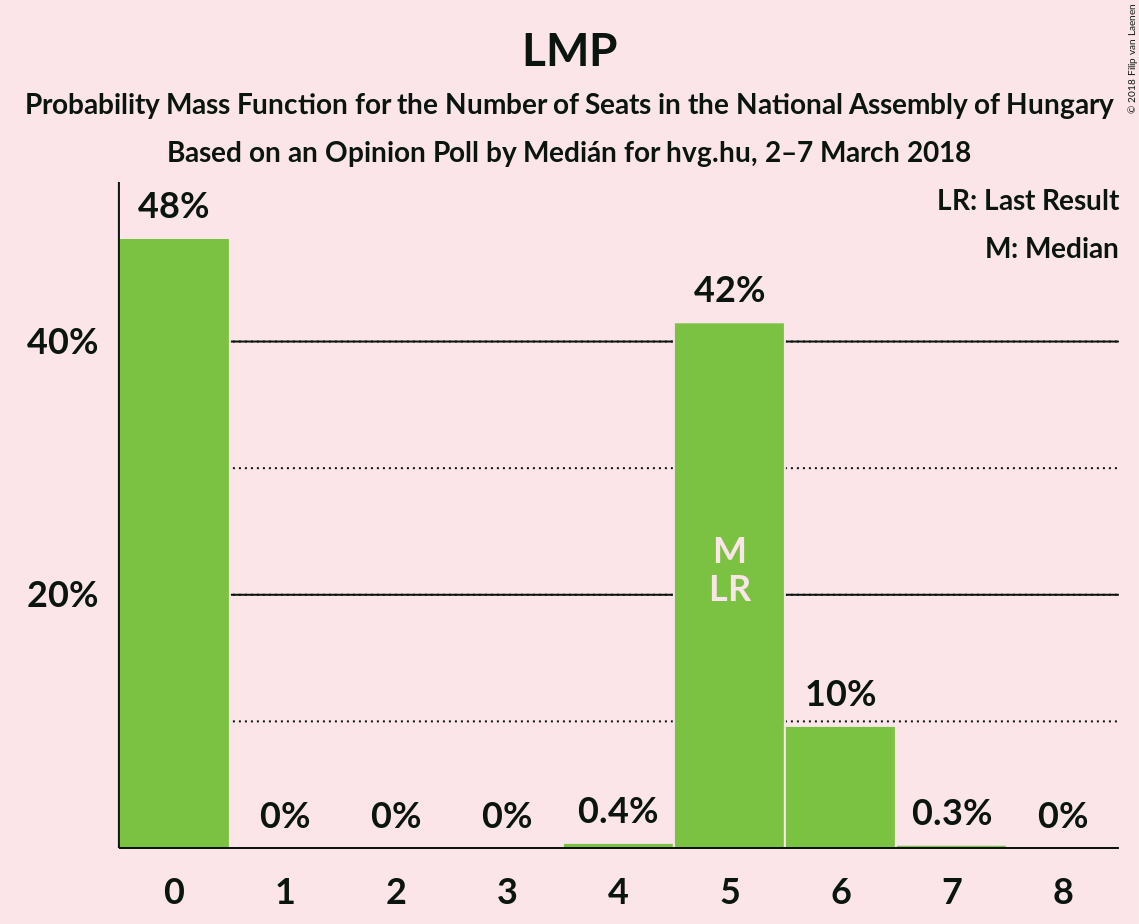 LMP
Probability Mass Function for the Number of Seats in the National Assembly of Hungary
Based on an Opinion Poll by Medián for hvg.hu, 2–7 March 2018
© 2018 Filip van Laenen
LR: Last Result
M: Median
48%
42%
40%
M
LR
20%
10%
0%
0%
0%
0.4%
0.3%
0%
0
1
2
3
4
5
6
7
8